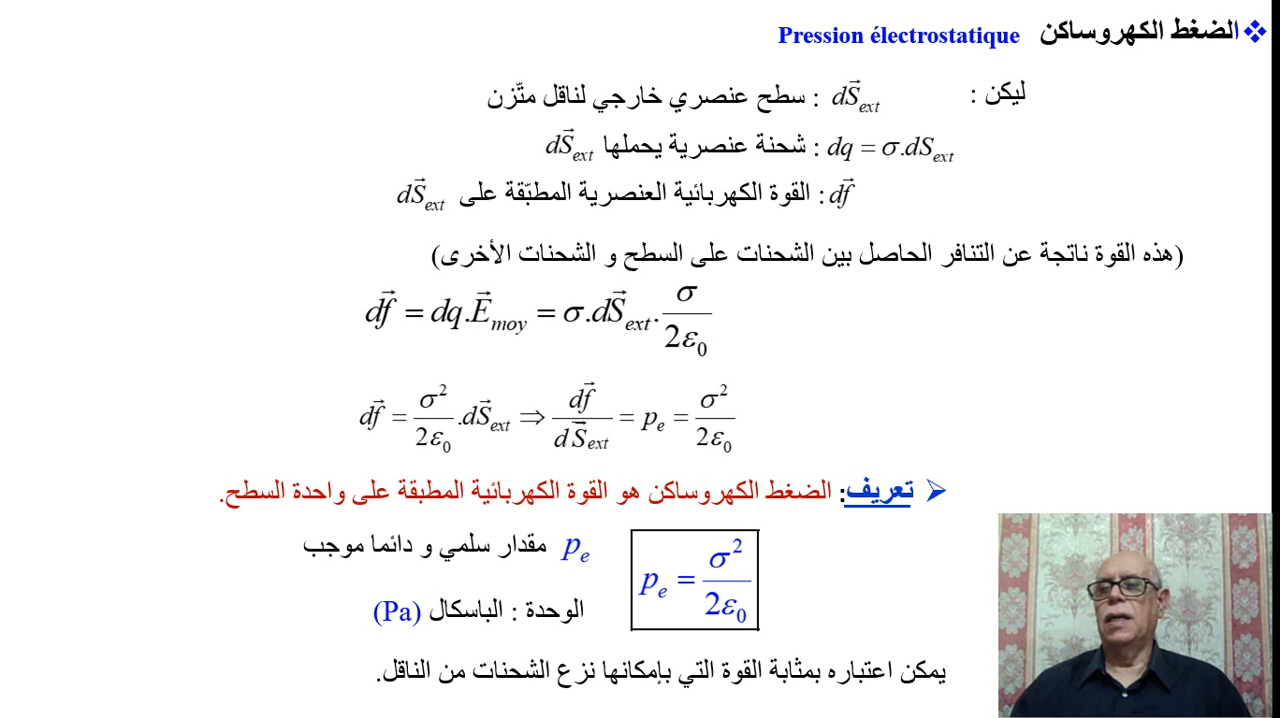 ❖ الضغط الكهروساكن Pression électrostatique
ليكن : dS⃗ext : سطح عنصري خارجي لناقل متّزن
dq = σ.dSext : شحنة عنصرية يحملها dS⃗ext
df⃗ : القوة الكهربائية العنصرية المطبّقة على dS⃗ext
(هذه القوة ناتجة عن التنافر الحاصل بين الشحنات على السطح و الشحنات الأخرى)
df⃗ = dq.E⃗moy = σ.dS⃗ext.σ/2ε₀
df⃗ = σ²/2ε₀ .dS⃗ext ⇒ df⃗/dS⃗ext = pe = σ²/2ε₀
➢ تعريف: الضغط الكهروساكن هو القوة الكهربائية المطبقة على واحدة السطح.
pe = σ²/2ε₀
pe مقدار سلمي و دائما موجب
الوحدة : الباسكال (Pa)
يمكن اعتباره بمثابة القوة التي بإمكانها نزع الشحنات من الناقل.